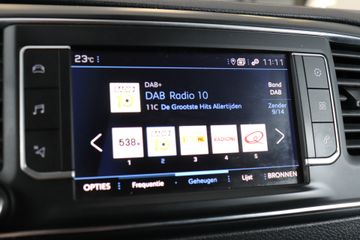 23°C 11:11
DAB+
DAB Radio 10
Band
DAB
11C De Grootste Hits Allertijden
Zender
9/14
538
1 2 3 4 5
OPTIES Frequentie Geheugen Lijst BRONNEN